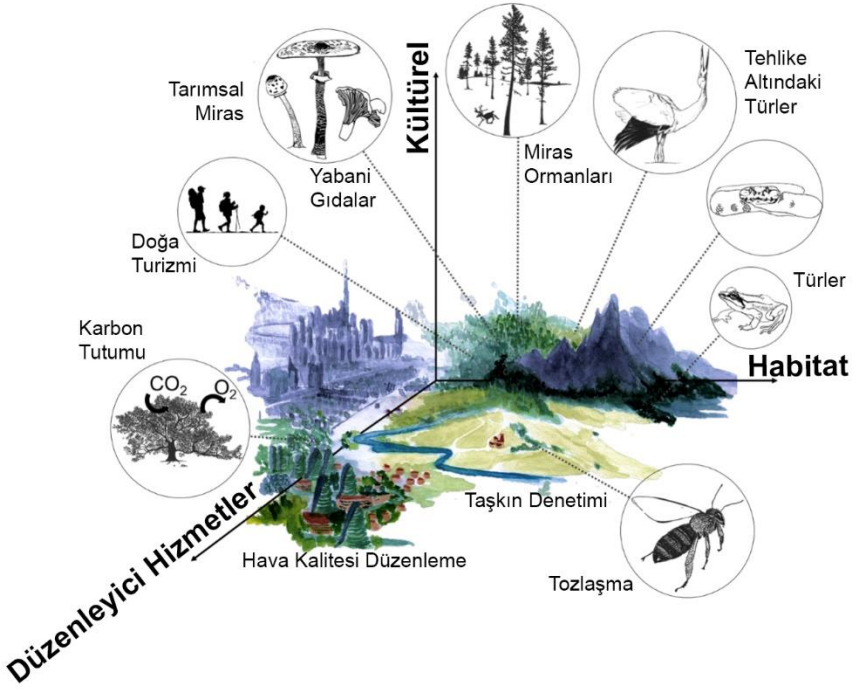 Kültürel
Tarımsal
Miras
Yabani
Gıdalar
Miras
Ormanları
Tehlike
Altındaki
Türler
Doğa
Turizmi
Türler
Karbon
Tutumu
CO₂
O₂
Habitat
Düzenleyici Hizmetler
Taşkın Denetimi
Hava Kalitesi Düzenleme
Tozlaşma